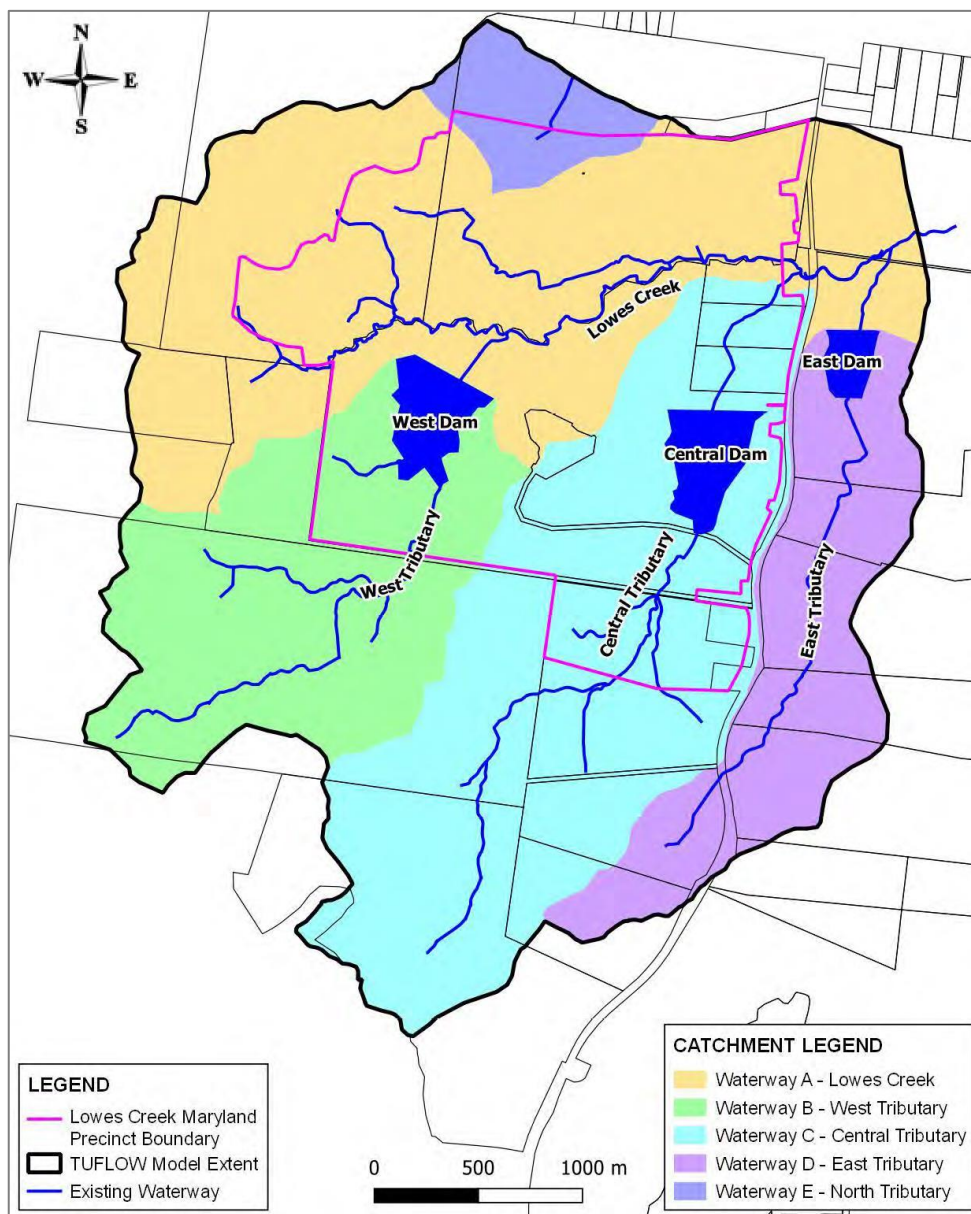 N
W E
S
Lowes Creek
West Dam
East Dam
Central Dam
West Tributary
Central Tributary
East Tributary
LEGEND
Lowes Creek Maryland
Precinct Boundary
TUFLOW Model Extent
Existing Waterway
0 500 1000 m
CATCHMENT LEGEND
Waterway A - Lowes Creek
Waterway B - West Tributary
Waterway C - Central Tributary
Waterway D - East Tributary
Waterway E - North Tributary